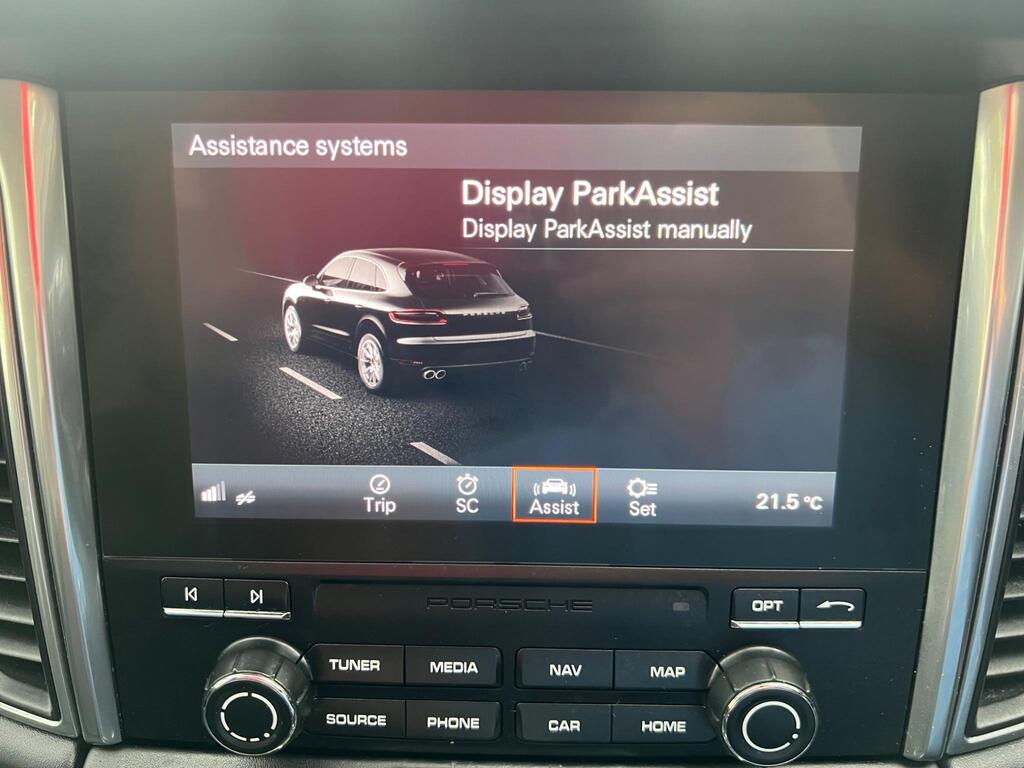 Assistance systems
Display ParkAssist
Display ParkAssist manually
PORSCHE
Trip
SC
Assist
Set
21.5 °C
PORSCHE
OPT
TUNER
MEDIA
NAV
MAP
SOURCE
PHONE
CAR
HOME